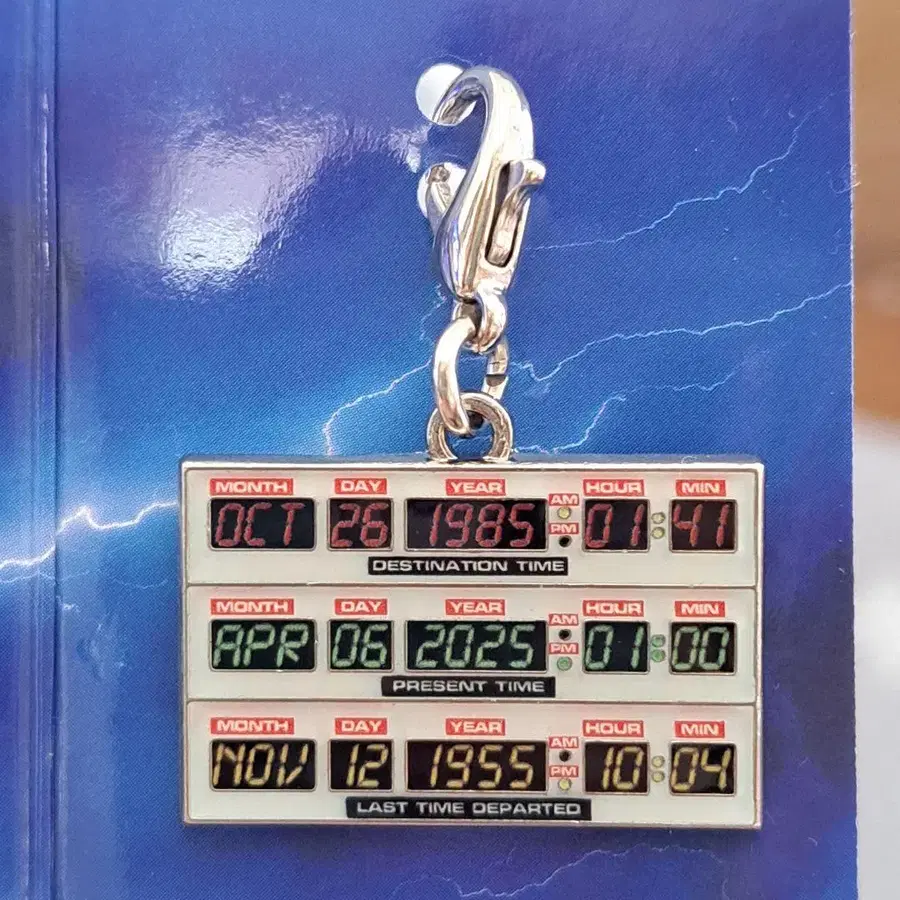 MONTH DAY YEAR AM HOUR MIN
OCT 26 1985 PM 01:41
DESTINATION TIME
MONTH DAY YEAR AM HOUR MIN
APR 06 2025 PM 01:00
PRESENT TIME
MONTH DAY YEAR AM HOUR MIN
NOV 12 1955 PM 10:04
LAST TIME DEPARTED